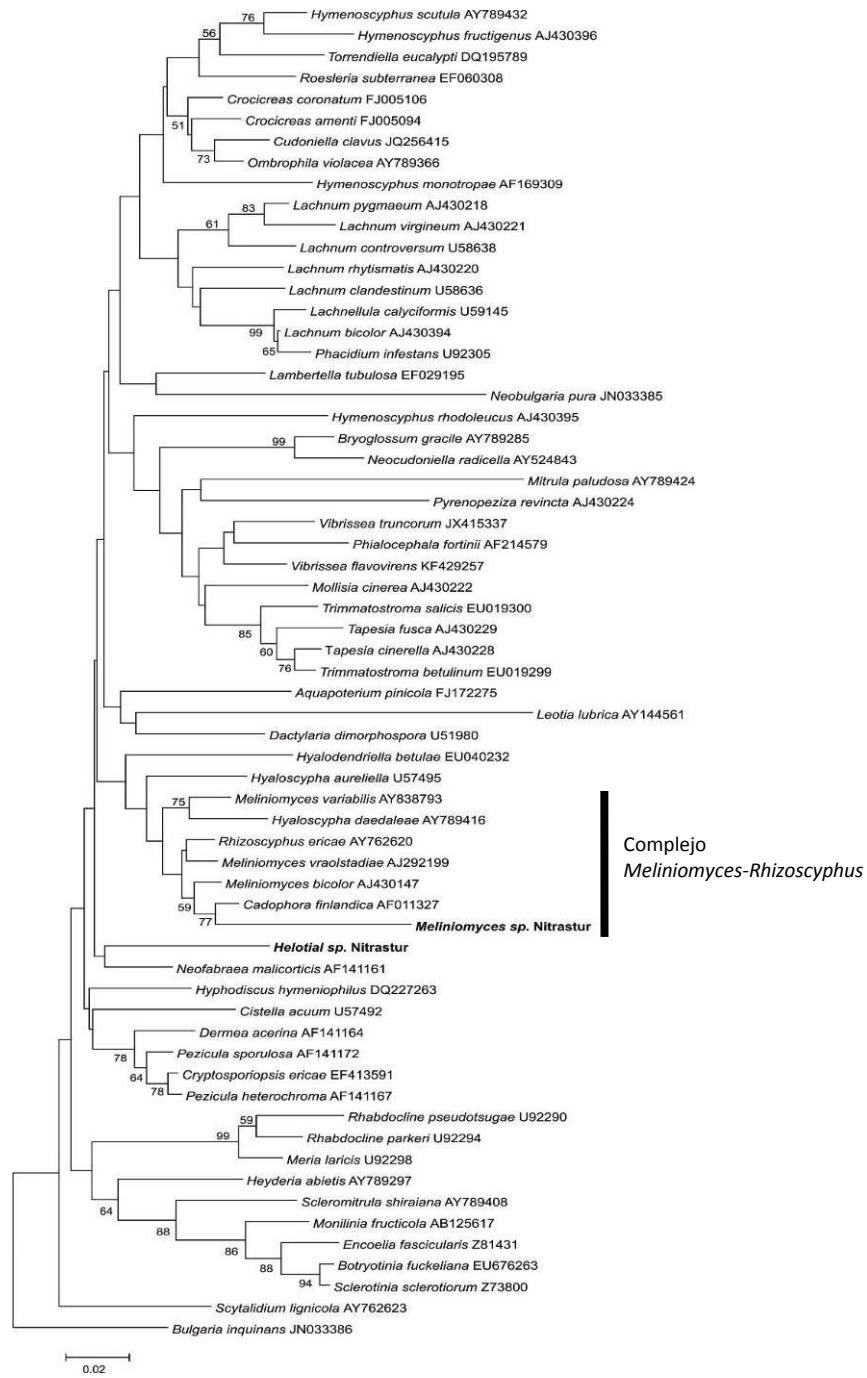 76
Hymenoscyphus scutula AY789432
56
Hymenoscyphus fructigenus AJ430396
Torrendiella eucalypti DQ195789
Roesleria subterranea EF060308
Crocicreas coronatum FJ005106
51
Crocicreas amenti FJ005094
Cudoniella clavus JQ256415
73
Ombrophila violacea AY789366
Hymenoscyphus monotropae AF169309
83
Lachnum pygmaeum AJ430218
61
Lachnum virgineum AJ430221
Lachnum controversum U58638
Lachnum rhytismatis AJ430220
Lachnum clandestinum U58636
Lachnellula calyciformis U59145
99
Lachnum bicolor AJ430394
65
Phacidium infestans U92305
Lambertella tubulosa EF029195
Neobulgaria pura JN033385
Hymenoscyphus rhodoleucus AJ430395
99
Bryoglossum gracile AY789285
Neocudoniella radicella AY524843
Mitrula paludosa AY789424
Pyrenopeziza revincta AJ430224
Vibrissea truncorum JX415337
Phialocephala fortinii AF214579
Vibrissea flavovirens KF429257
Mollisia cinerea AJ430222
Trimmatostroma salicis EU019300
85
Tapesia fusca AJ430229
60
Tapesia cinerella AJ430228
76
Trimmatostroma betulinum EU019299
Aquapoterium pinicola FJ172275
Leotia lubrica AY144561
Dactylaria dimorphospora U51980
Hyalodendriella betulae EU040232
Hyaloscypha aureliella U57495
75
Meliniomyces variabilis AY838793
Hyaloscypha daedaleae AY789416
Rhizoscyphus ericae AY762620
Meliniomyces vraolstadiae AJ292199
Meliniomyces bicolor AJ430147
59
Cadophora finlandica AF011327
77
Meliniomyces sp. Nitrastur
Complejo
Meliniomyces-Rhizoscyphus
Helotial sp. Nitrastur
Neofabraea malicorticis AF141161
Hyphodiscus hymeniophilus DQ227263
Cistella acuum U57492
Dermea acerina AF141164
78
Pezicula sporulosa AF141172
64
Cryptosporiopsis ericae EF413591
78
Pezicula heterochroma AF141167
59
Rhabdocline pseudotsugae U92290
99
Rhabdocline parkeri U92294
Meria laricis U92298
Heyderia abietis AY789297
64
Scleromitrula shiraiana AY789408
88
Monilinia fructicola AB125617
86
Encoelia fascicularis Z81431
88
Botryotinia fuckeliana EU676263
94
Sclerotinia sclerotiorum Z73800
Scytalidium lignicola AY762623
Bulgaria inquinans JN033386
0.02